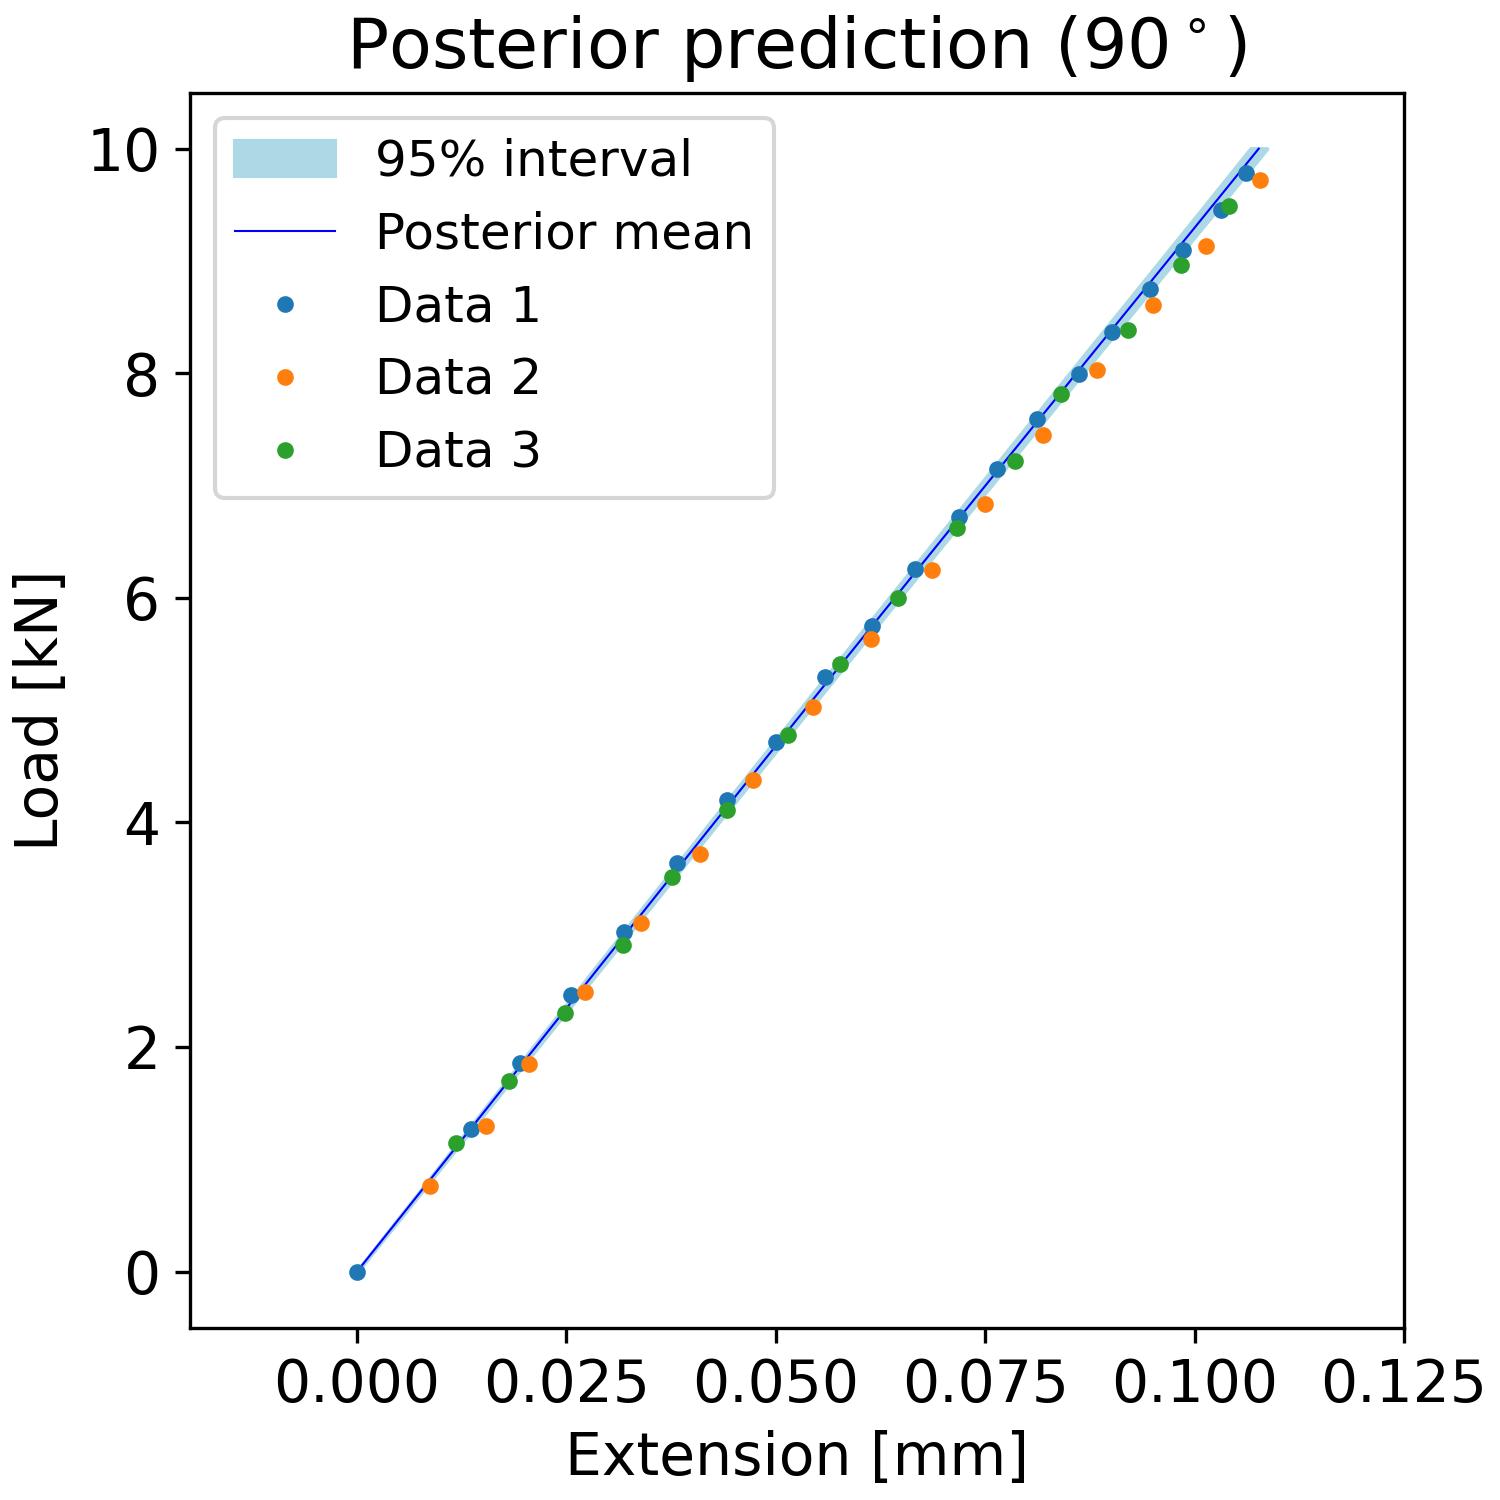 Posterior prediction (90°)
95% interval
Posterior mean
Data 1
Data 2
Data 3
10
8
6
4
2
0
Load [kN]
0.000 0.025 0.050 0.075 0.100 0.125
Extension [mm]